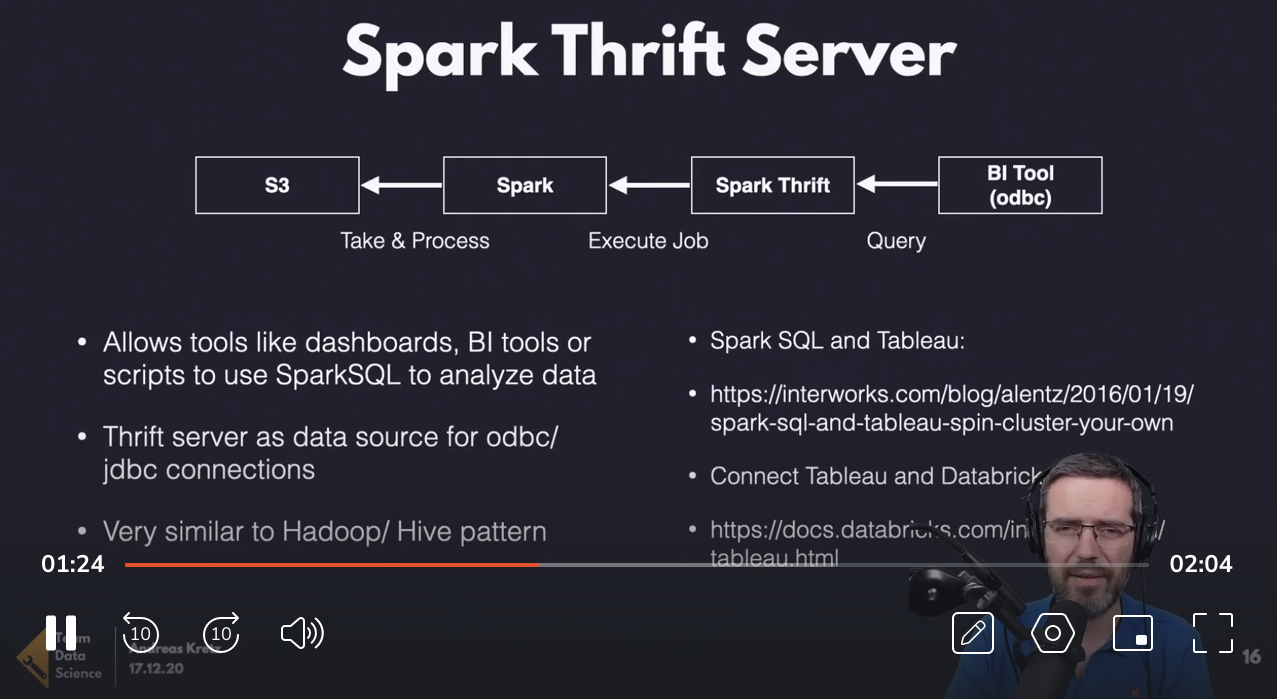 Spark Thrift Server
S3
Spark
Spark Thrift
BI Tool
(odbc)
Take & Process
Execute Job
Query
• Allows tools like dashboards, BI tools or
scripts to use SparkSQL to analyze data
• Thrift server as data source for odbc/
jdbc connections
• Very similar to Hadoop/ Hive pattern
• Spark SQL and Tableau:
• https://interworks.com/blog/alentz/2016/01/19/
spark-sql-and-tableau-spin-cluster-your-own
• Connect Tableau and Databrick
• https://docs.databricks.com/in /
tableau.html
01:24
02:04
10
10
Team
Data
Science
Andreas Kretz
17.12.20
16